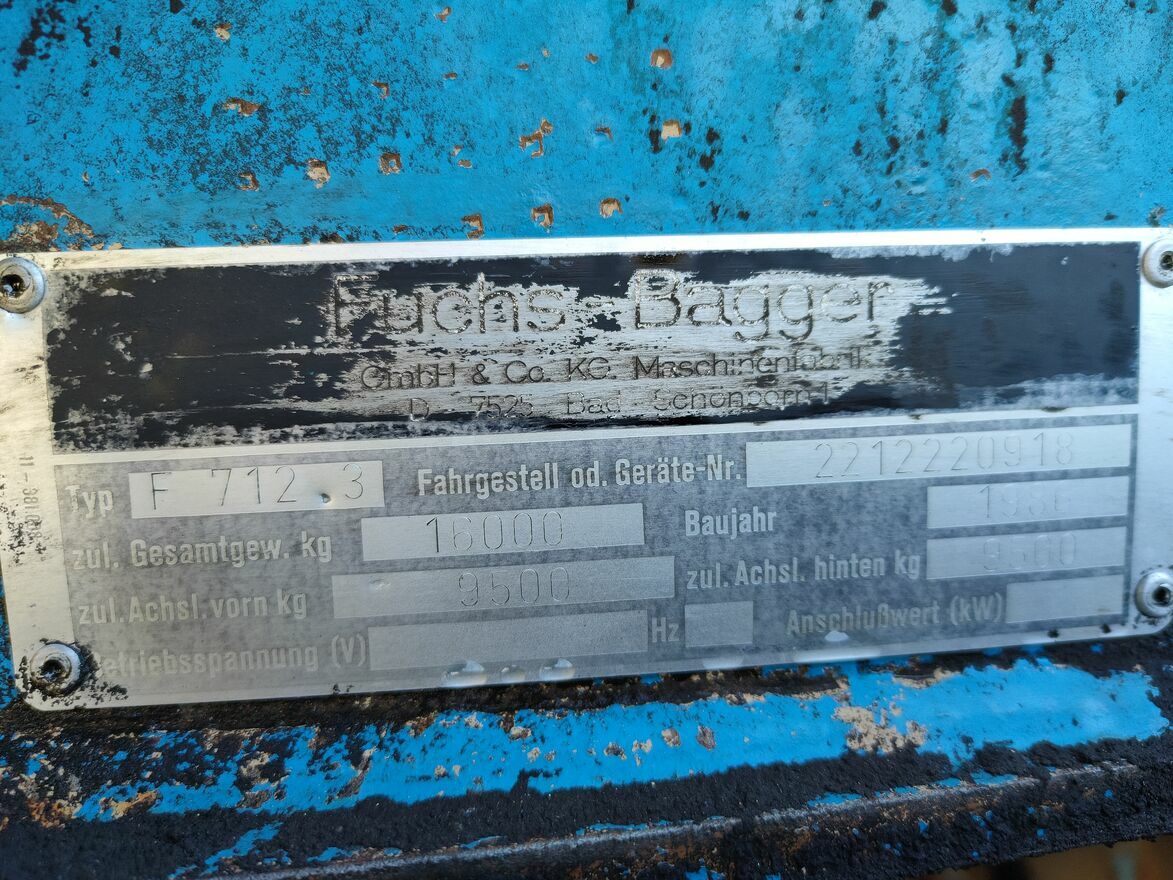 Fuchs - Bagger
GmbH & Co. KG. Maschinenfabrik
D - 7525 Bad Schönborn 1
Typ F 712.3 Fahrgestell od. Geräte-Nr. 2212220918
zul. Gesamtgew. kg 16000 Baujahr
zul. Achsl. vorn kg 9500 zul. Achsl. hinten kg 9500
Betriebsspannung (V) Hz Anschlußwert (kW)